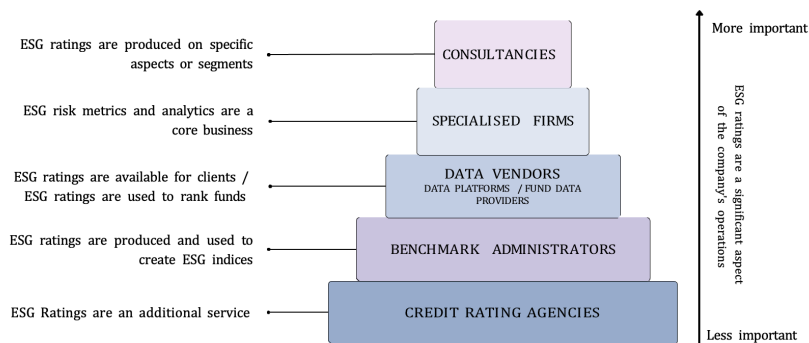 More important
ESG ratings are produced on specific
aspects or segments
CONSULTANCIES
ESG risk metrics and analytics are a
core business
SPECIALISED FIRMS
ESG ratings are available for clients /
ESG ratings are used to rank funds
DATA VENDORS
DATA PLATFORMS / FUND DATA
PROVIDERS
ESG ratings are produced and used to
create ESG indices
BENCHMARK ADMINISTRATORS
ESG Ratings are an additional service
CREDIT RATING AGENCIES
ESG ratings are a significant aspect
of the company's operations
Less important